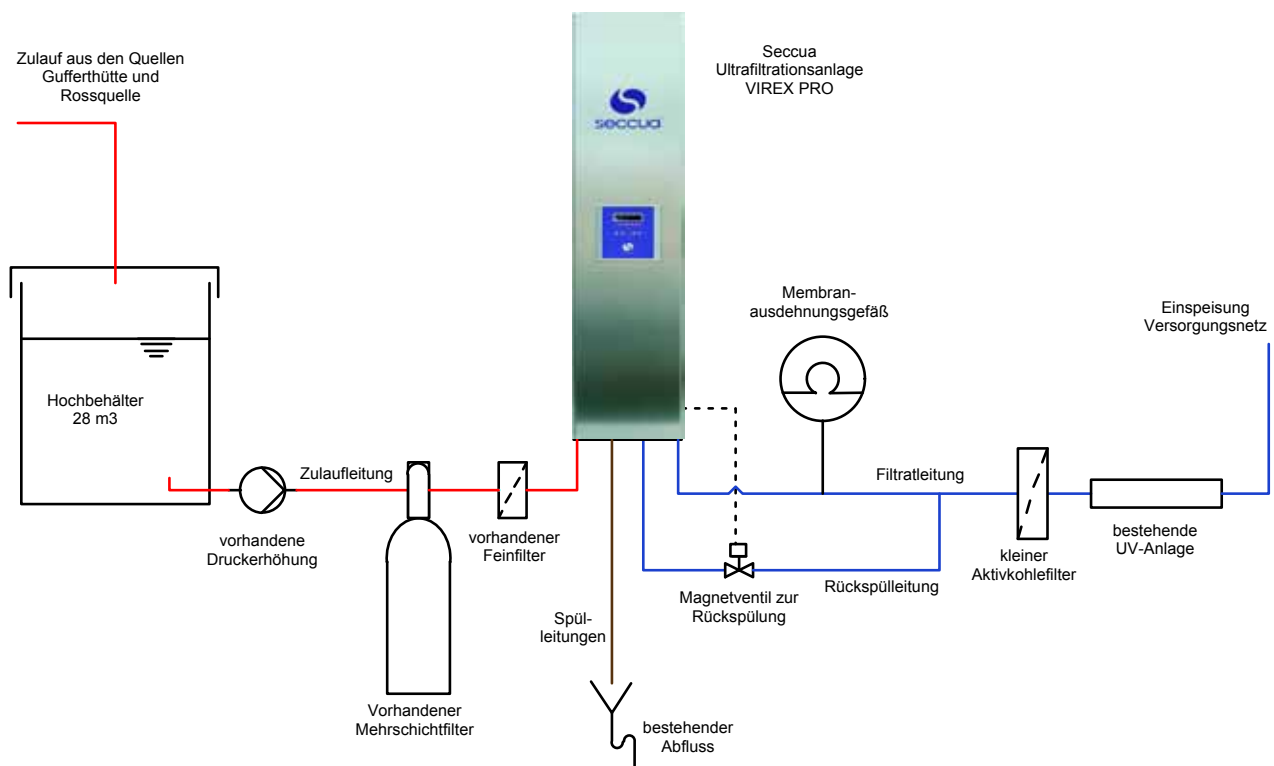 Zulauf aus den Quellen
Gufferthütte und
Rossquelle
Seccua
Ultrafiltrationsanlage
VIREX PRO
seccua
Hochbehälter
28 m3
Membran-
ausdehnungsgefäß
Einspeisung
Versorgungsnetz
Zulaufleitung
Filtratleitung
vorhandene
Druckerhöhung
vorhandener
Feinfilter
kleiner
Aktivkohlefilter
bestehende
UV-Anlage
Magnetventil zur
Rückspülung
Rückspülleitung
Spül-
leitungen
Vorhandener
Mehrschichtfilter
bestehender
Abfluss